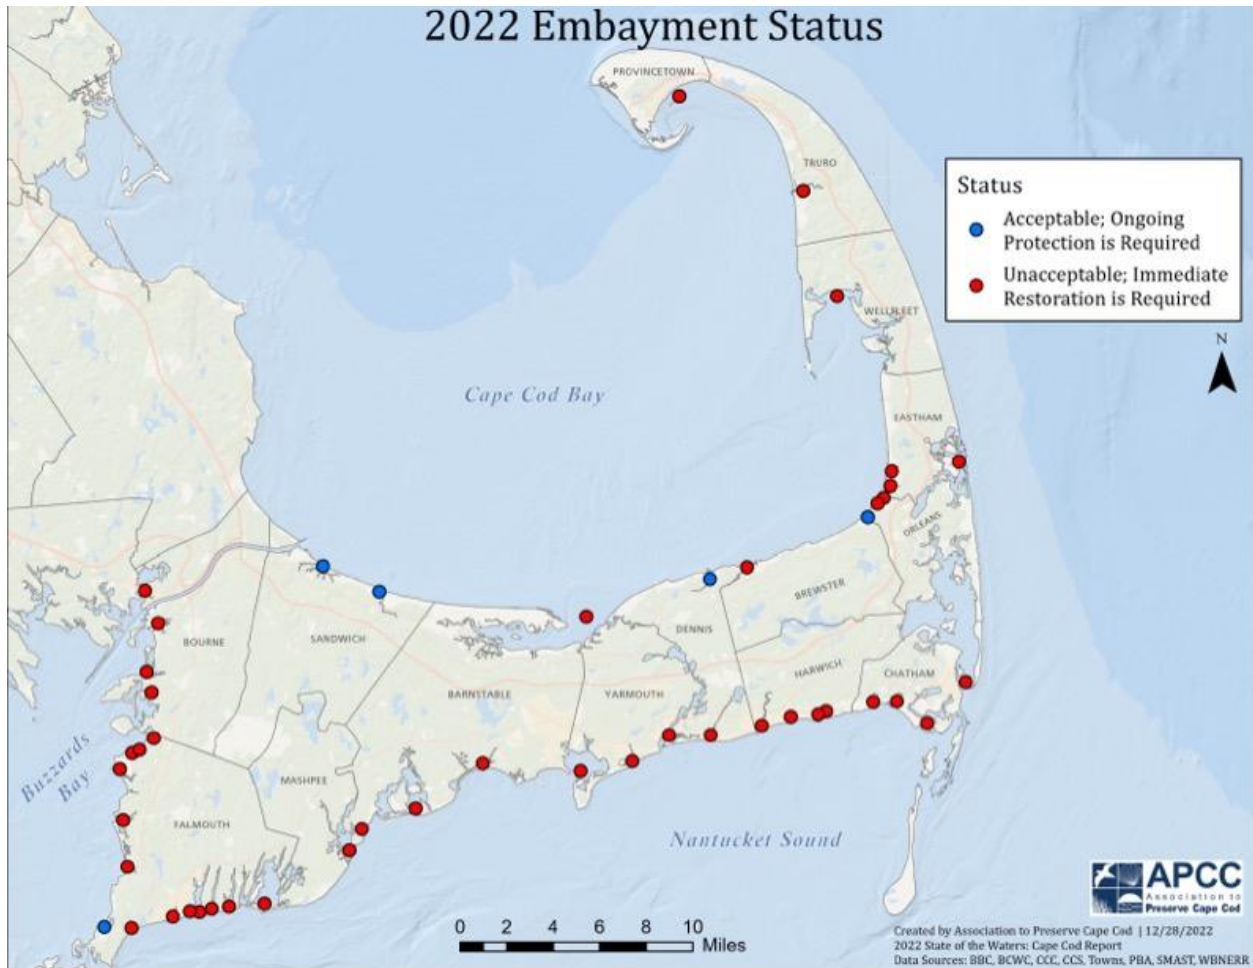 2022 Embayment Status
PROVINCETOWN
TRURO
Status
Acceptable; Ongoing
Protection is Required
Unacceptable; Immediate
Restoration is Required
WELLFLEET
N
Cape Cod Bay
EASTHAM
ORLEANS
BREWSTER
BOURNE
SANDWICH
DENNIS
HARWICH
CHATHAM
BARNSTABLE
YARMOUTH
Buzzards
Bay
MASHPEE
FALMOUTH
Nantucket Sound
APCC
Association to
Preserve Cape Cod
0 2 4 6 8 10
Miles
Created by Association to Preserve Cape Cod | 12/28/2022
2022 State of the Waters: Cape Cod Report
Data Sources: BBC, BCWC, CCC, CCS, Towns, PBA, SMAST, WBNERR